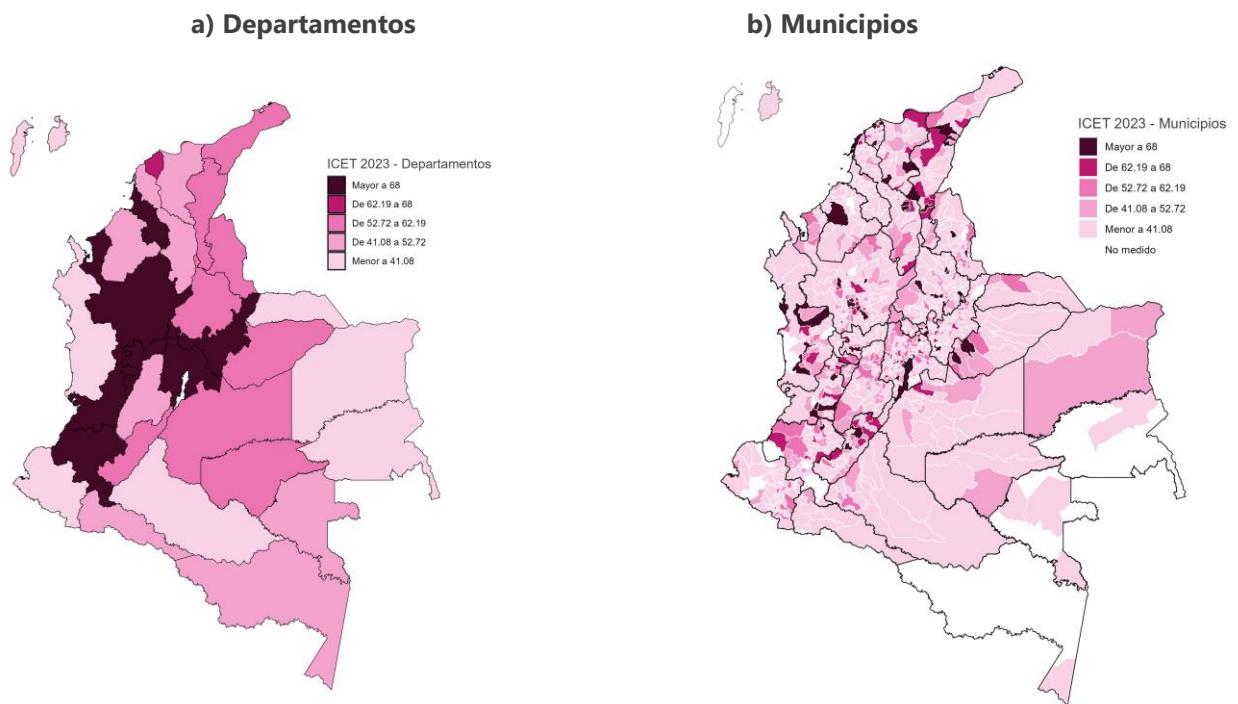 a) Departamentos
b) Municipios
ICET 2023 - Departamentos
Mayor a 68
De 62.19 a 68
De 52.72 a 62.19
De 41.08 a 52.72
Menor a 41.08
ICET 2023 - Municipios
Mayor a 68
De 62.19 a 68
De 52.72 a 62.19
De 41.08 a 52.72
Menor a 41.08
No medido